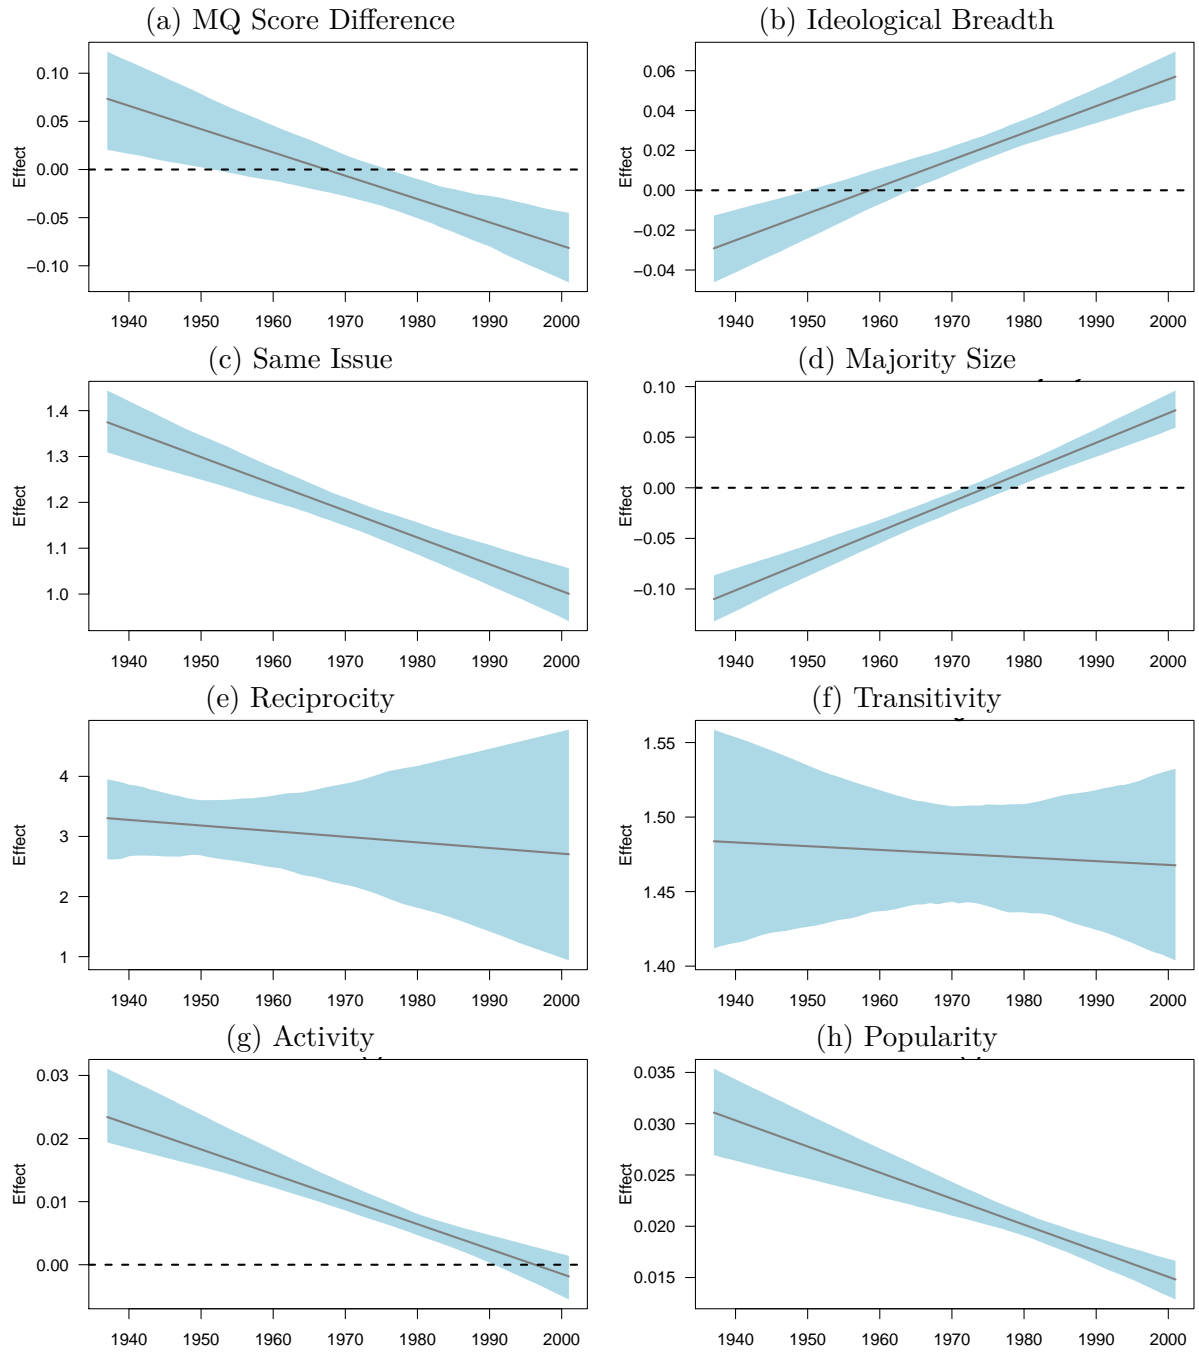 (a) MQ Score Difference
Effect
0.10
0.05
0.00
−0.05
−0.10
1940 1950 1960 1970 1980 1990 2000
(b) Ideological Breadth
Effect
0.06
0.04
0.02
0.00
−0.02
−0.04
1940 1950 1960 1970 1980 1990 2000
(c) Same Issue
Effect
1.4
1.3
1.2
1.1
1.0
1940 1950 1960 1970 1980 1990 2000
(d) Majority Size
Effect
0.10
0.05
0.00
−0.05
−0.10
1940 1950 1960 1970 1980 1990 2000
(e) Reciprocity
Effect
4
3
2
1
1940 1950 1960 1970 1980 1990 2000
(f) Transitivity
Effect
1.55
1.50
1.45
1.40
1940 1950 1960 1970 1980 1990 2000
(g) Activity
Effect
0.03
0.02
0.01
0.00
1940 1950 1960 1970 1980 1990 2000
(h) Popularity
Effect
0.035
0.030
0.025
0.020
0.015
1940 1950 1960 1970 1980 1990 2000